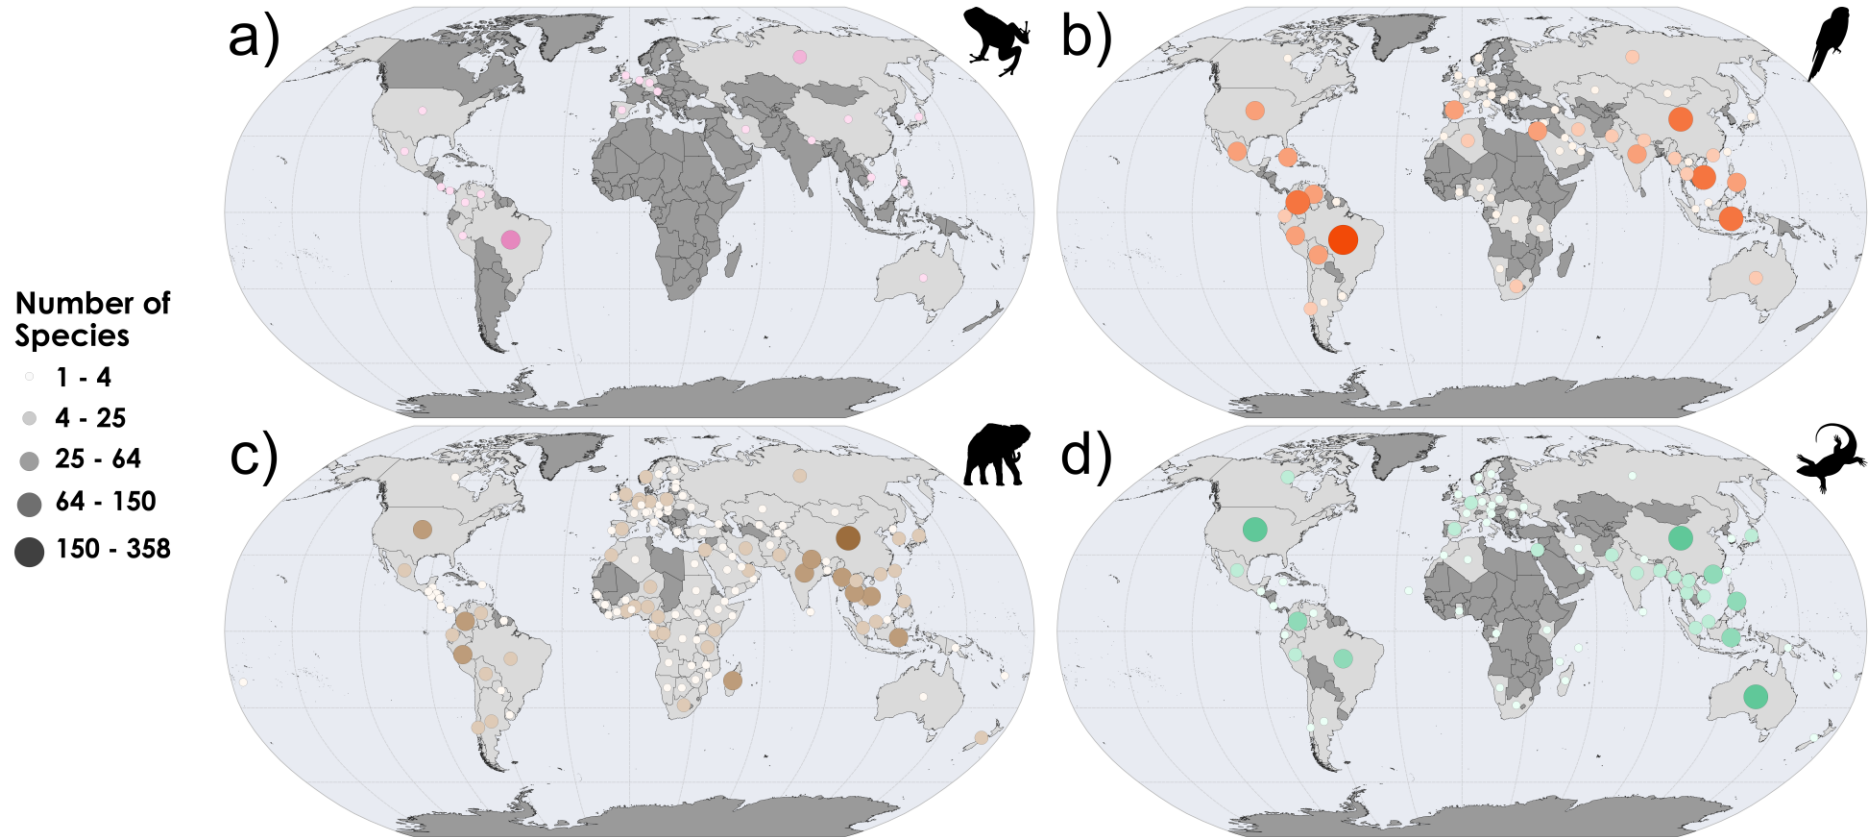 a)
b)
c)
d)
Number of
Species
1 - 4
4 - 25
25 - 64
64 - 150
150 - 358